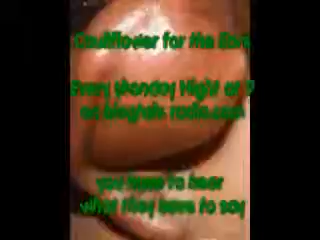 Cauliflower for the Ears
Every Monday Night at 9
on blogtalk radio.com
you have to hear
what they have to say